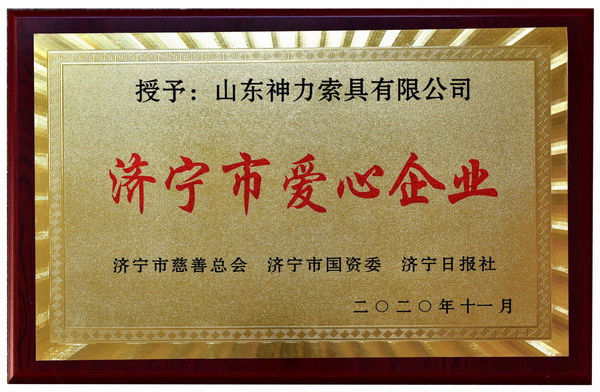 授予：山东神力索具有限公司
济宁市爱心企业
济宁市慈善总会 济宁市国资委 济宁日报社
二〇二〇年十一月